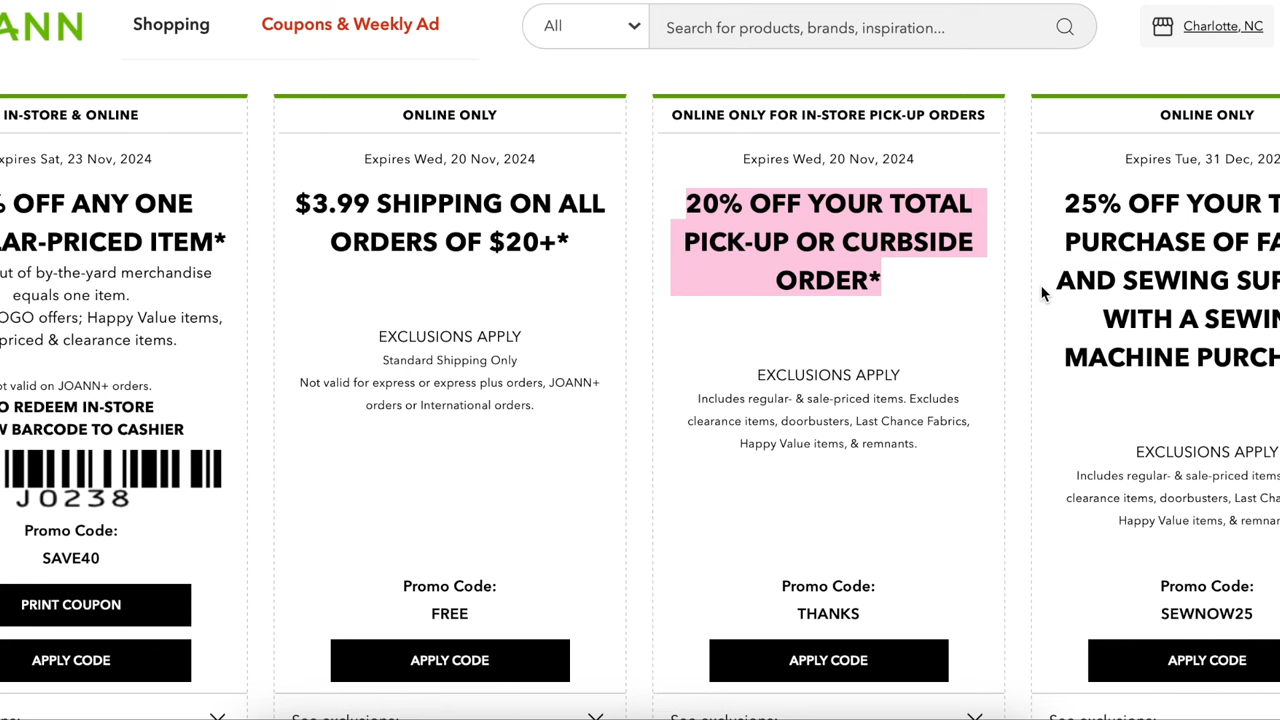 ANN
Shopping
Coupons & Weekly Ad
All
Search for products, brands, inspiration...
Charlotte, NC
IN-STORE & ONLINE
xpires Sat, 23 Nov, 2024
% OFF ANY ONE
AR-PRICED ITEM*
ut of by-the-yard merchandise
equals one item.
OGO offers; Happy Value items,
priced & clearance items.
ot valid on JOANN+ orders.
O REDEEM IN-STORE
W BARCODE TO CASHIER
J0238
Promo Code:
SAVE40
PRINT COUPON
APPLY CODE
ONLINE ONLY
Expires Wed, 20 Nov, 2024
$3.99 SHIPPING ON ALL
ORDERS OF $20+*
EXCLUSIONS APPLY
Standard Shipping Only
Not valid for express or express plus orders, JOANN+
orders or International orders.
Promo Code:
FREE
APPLY CODE
See exclusions:
ONLINE ONLY FOR IN-STORE PICK-UP ORDERS
Expires Wed, 20 Nov, 2024
20% OFF YOUR TOTAL
PICK-UP OR CURBSIDE
ORDER*
EXCLUSIONS APPLY
Includes regular- & sale-priced items. Excludes
clearance items, doorbusters, Last Chance Fabrics,
Happy Value items, & remnants.
Promo Code:
THANKS
APPLY CODE
See exclusions:
ONLINE ONLY
Expires Tue, 31 Dec, 202
25% OFF YOUR T
PURCHASE OF FA
AND SEWING SUP
WITH A SEWIN
MACHINE PURCH
EXCLUSIONS APPLY
Includes regular- & sale-priced items
clearance items, doorbusters, Last Cha
Happy Value items, & remnan
Promo Code:
SEWNOW25
APPLY CODE
See exclusions: